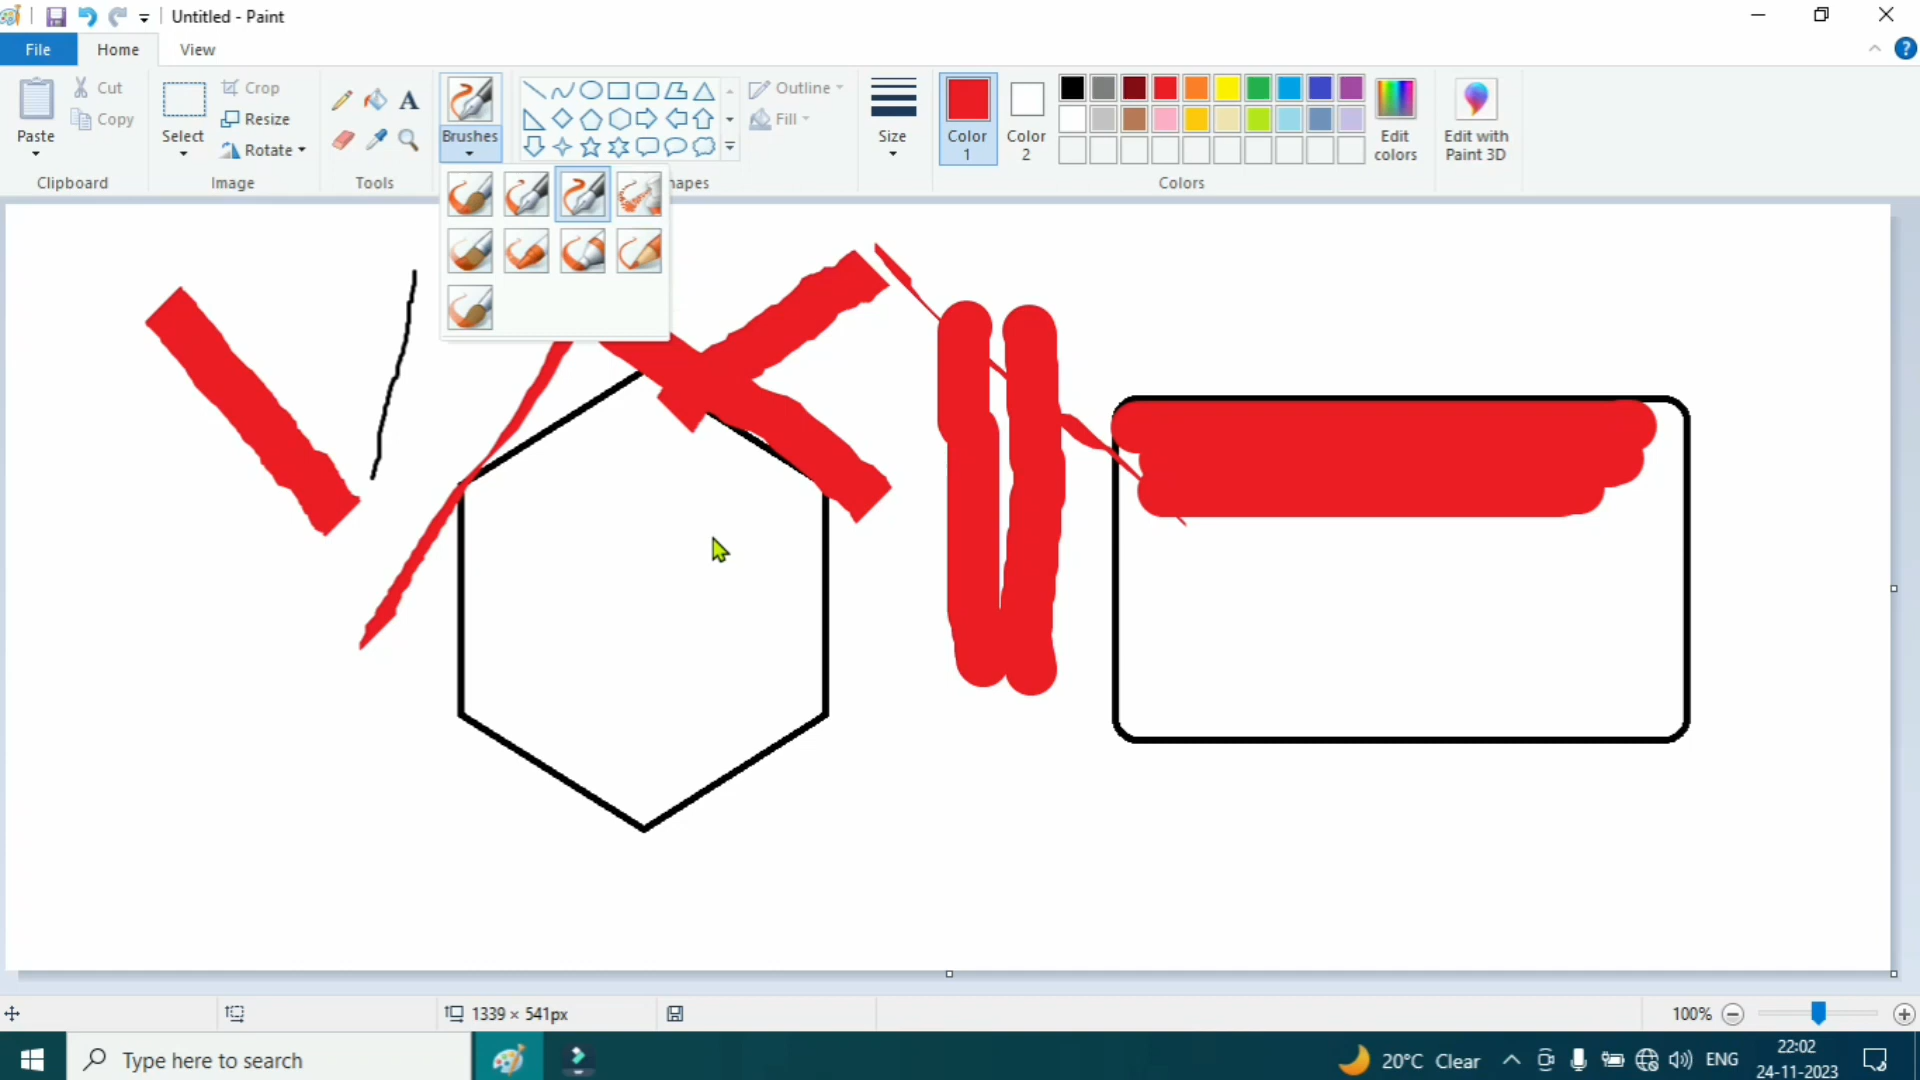 Untitled - Paint
File Home View
Paste
Cut
Copy
Clipboard
Select
Crop
Resize
Rotate
Image
Tools
Brushes
hapes
Outline
Fill
Size
Color 1
Color 2
Edit colors
Colors
Edit with Paint 3D
1339 × 541px
100%
Type here to search
20°C Clear
ENG
22:02
24-11-2023